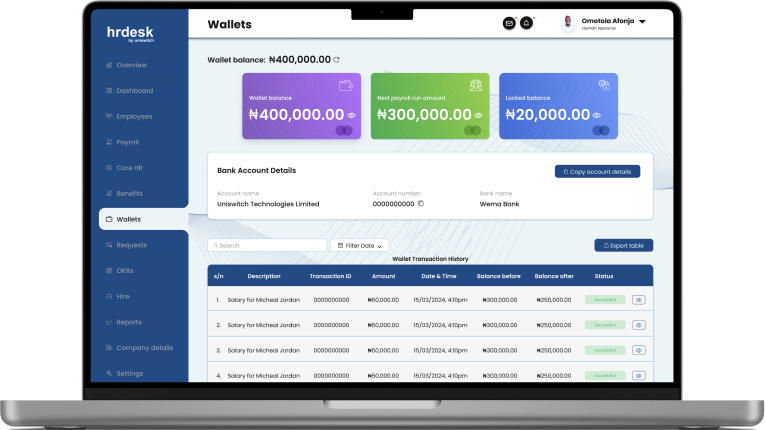 hrdesk
by uniswitch
Overview
Dashboard
Employees
Payroll
Core HR
Benefits
Wallets
Requests
OKRs
Hire
Reports
Company details
Settings
Wallets
Omotola Afonja
Human resource
Wallet balance: ₦400,000.00
Wallet balance
₦400,000.00
Next payroll run amount
₦300,000.00
Locked balance
₦20,000.00
Bank Account Details
Copy account details
Account name
Account number
Bank name
Uniswitch Technologies Limited
0000000000
Wema Bank
Search
Filter Date
Export table
Wallet Transaction History
s/n Description Transaction ID Amount Date & Time Balance before Balance after Status
1. Salary for Micheal Jordan 0000000000 ₦50,000.00 15/03/2024, 4:10pm ₦300,000.00 ₦250,000.00 Successful
2. Salary for Micheal Jordan 0000000000 ₦50,000.00 15/03/2024, 4:10pm ₦300,000.00 ₦250,000.00 Successful
3. Salary for Micheal Jordan 0000000000 ₦50,000.00 15/03/2024, 4:10pm ₦300,000.00 ₦250,000.00 Successful
4. Salary for Micheal Jordan 0000000000 ₦50,000.00 15/03/2024, 4:10pm ₦300,000.00 ₦250,000.00 Successful